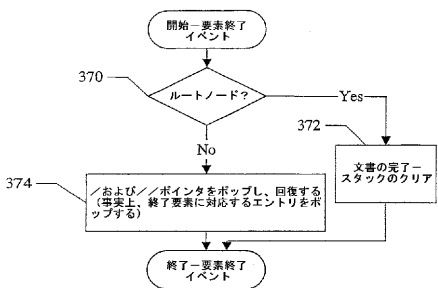 開始－要素終了
イベント
370
ルートノード？
Yes
372
No
文書の完了－
スタックのクリア
374
／および／／ポインタをポップし、回復する
（事実上、終了要素に対応するエントリをポ
ップする）
終了－要素終了
イベント